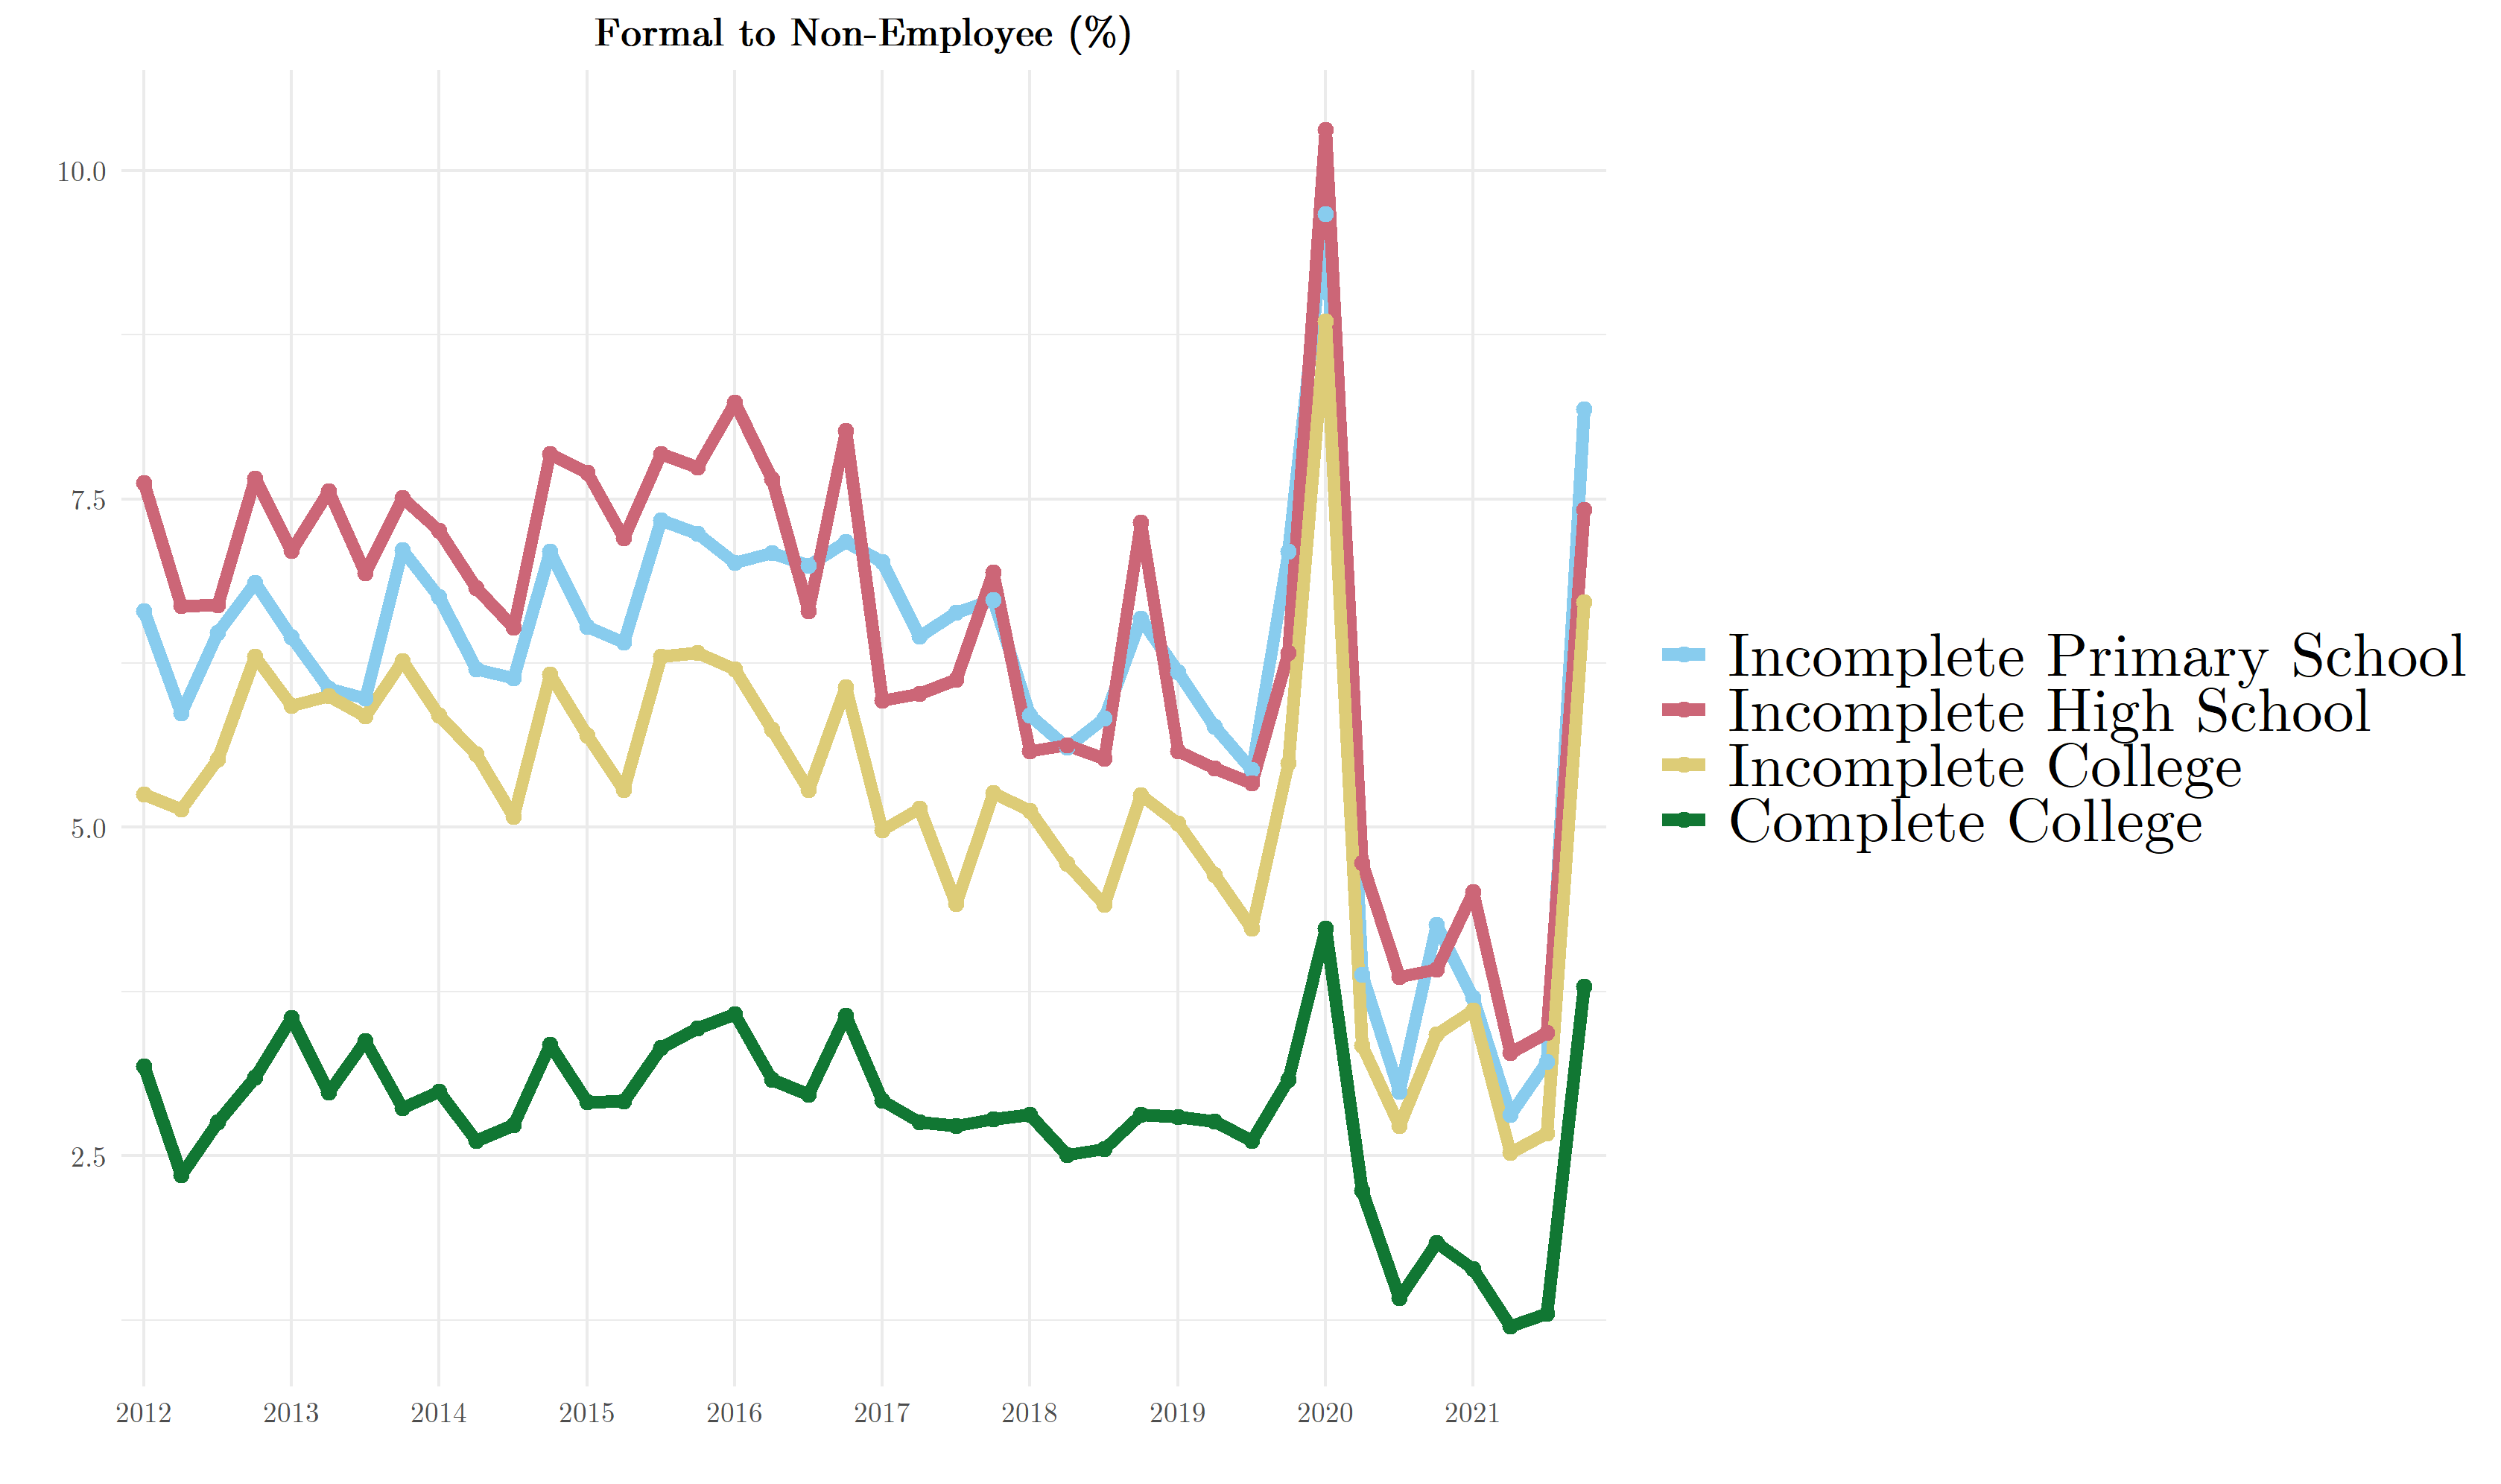 Formal to Non-Employee (%)
10.0
7.5
5.0
2.5
2012 2013 2014 2015 2016 2017 2018 2019 2020 2021
Incomplete Primary School
Incomplete High School
Incomplete College
Complete College